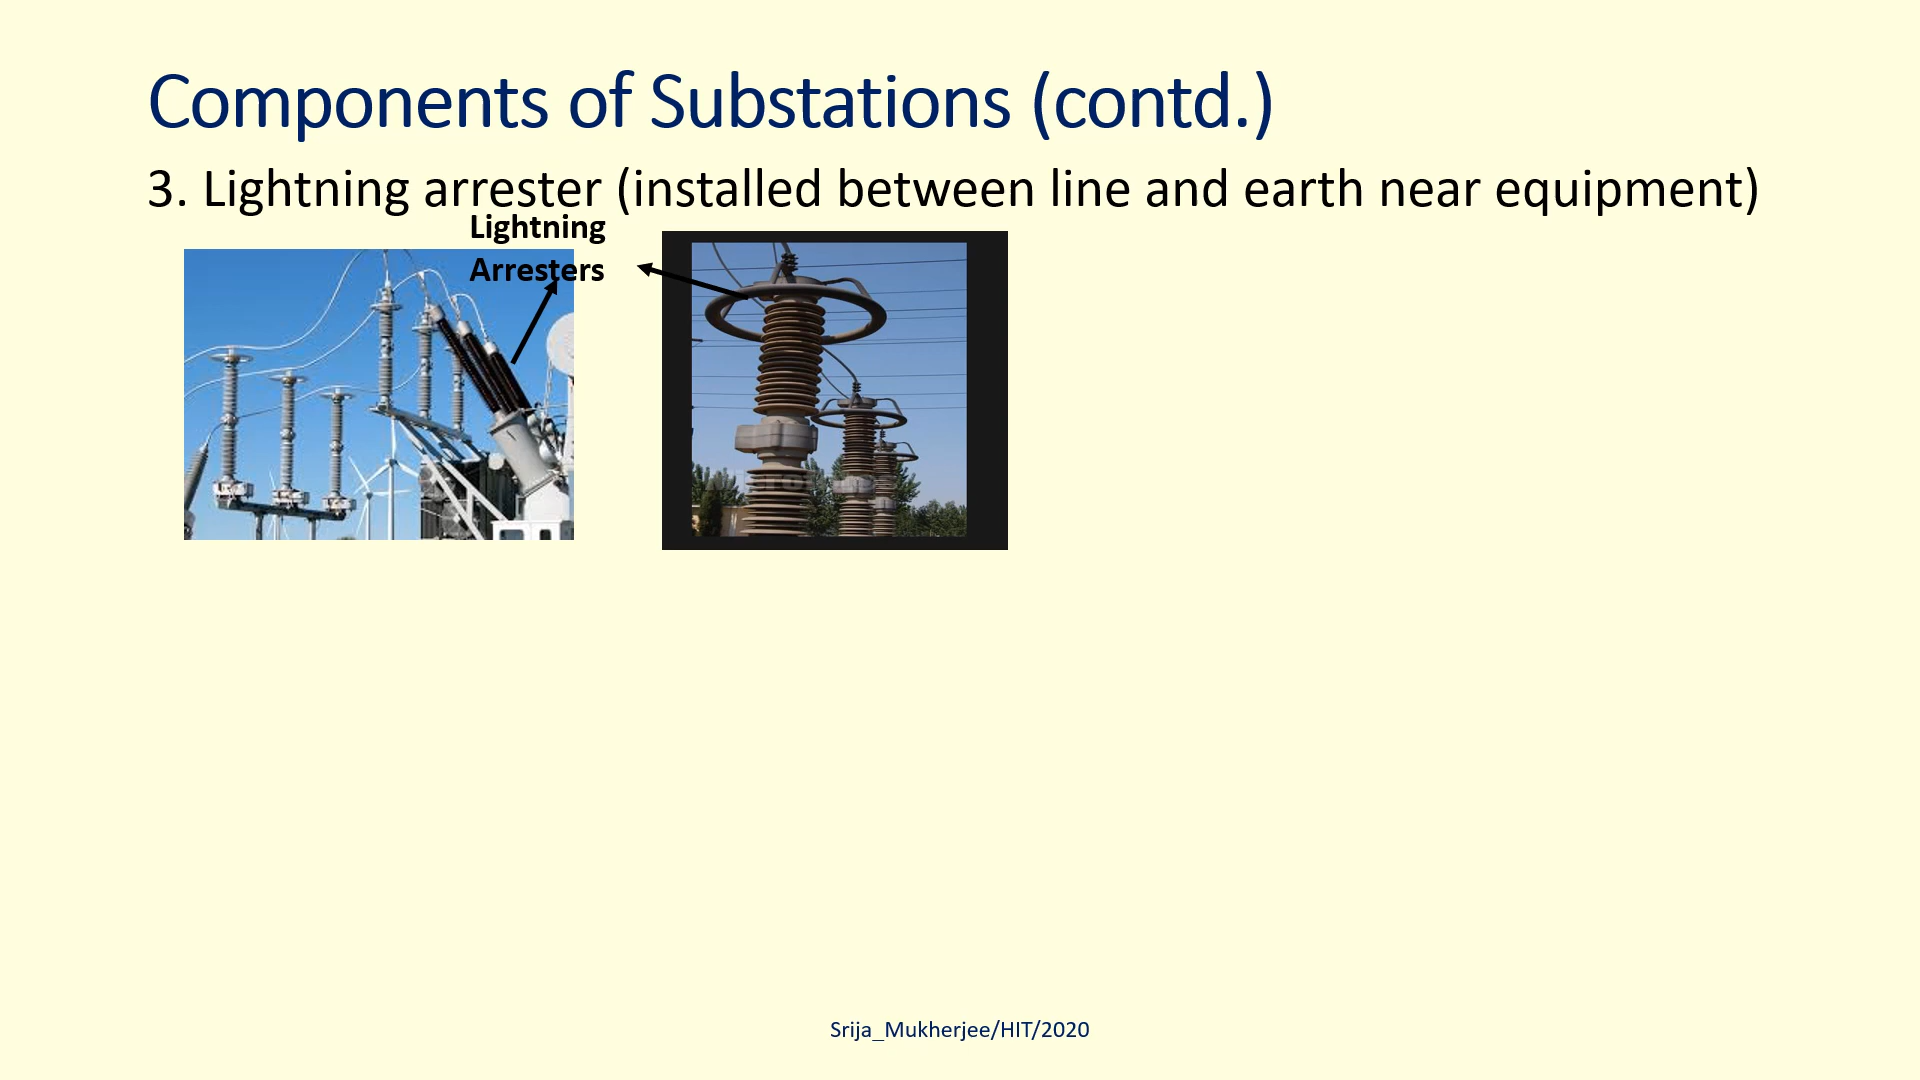 Components of Substations (contd.)
3. Lightning arrester (installed between line and earth near equipment)
Lightning
Arresters
Srija_Mukherjee/HIT/2020